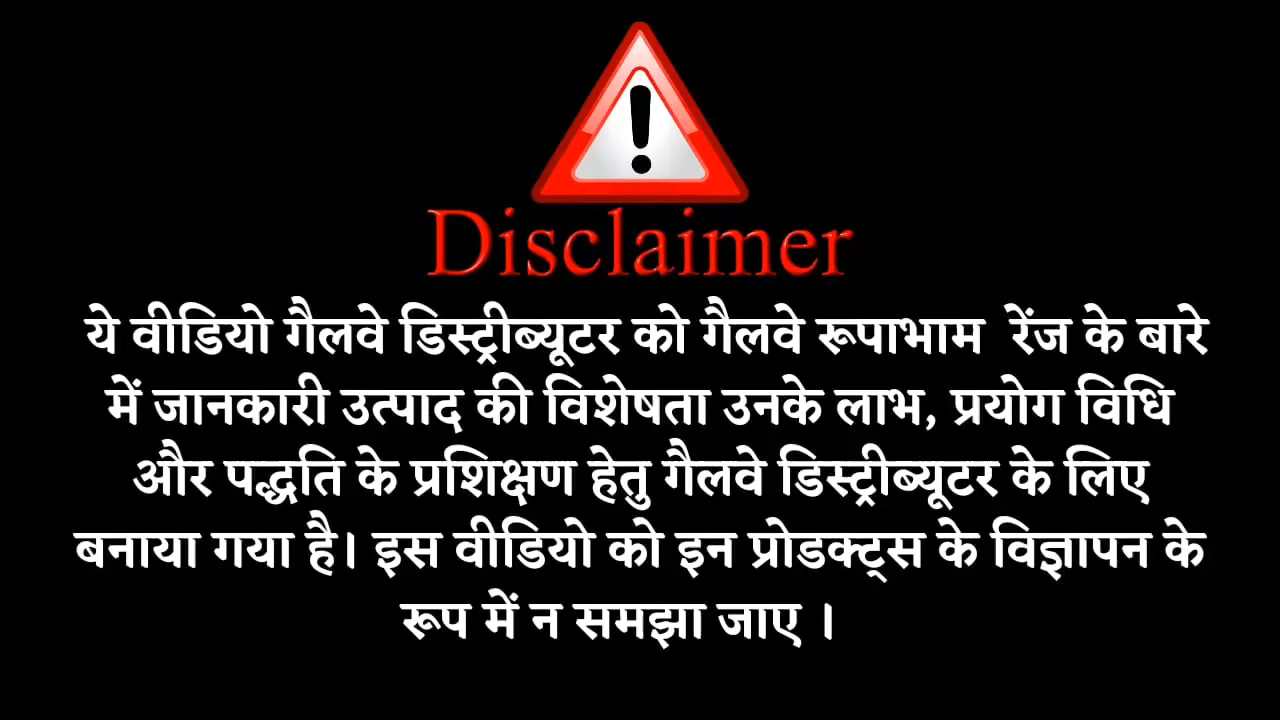 Disclaimer
ये वीडियो गैलवे डिस्ट्रीब्यूटर को गैलवे रूपाभाम रेंज के बारे
में जानकारी उत्पाद की विशेषता उनके लाभ, प्रयोग विधि
और पद्धति के प्रशिक्षण हेतु गैलवे डिस्ट्रीब्यूटर के लिए
बनाया गया है। इस वीडियो को इन प्रोडक्ट्स के विज्ञापन के
रूप में न समझा जाए ।